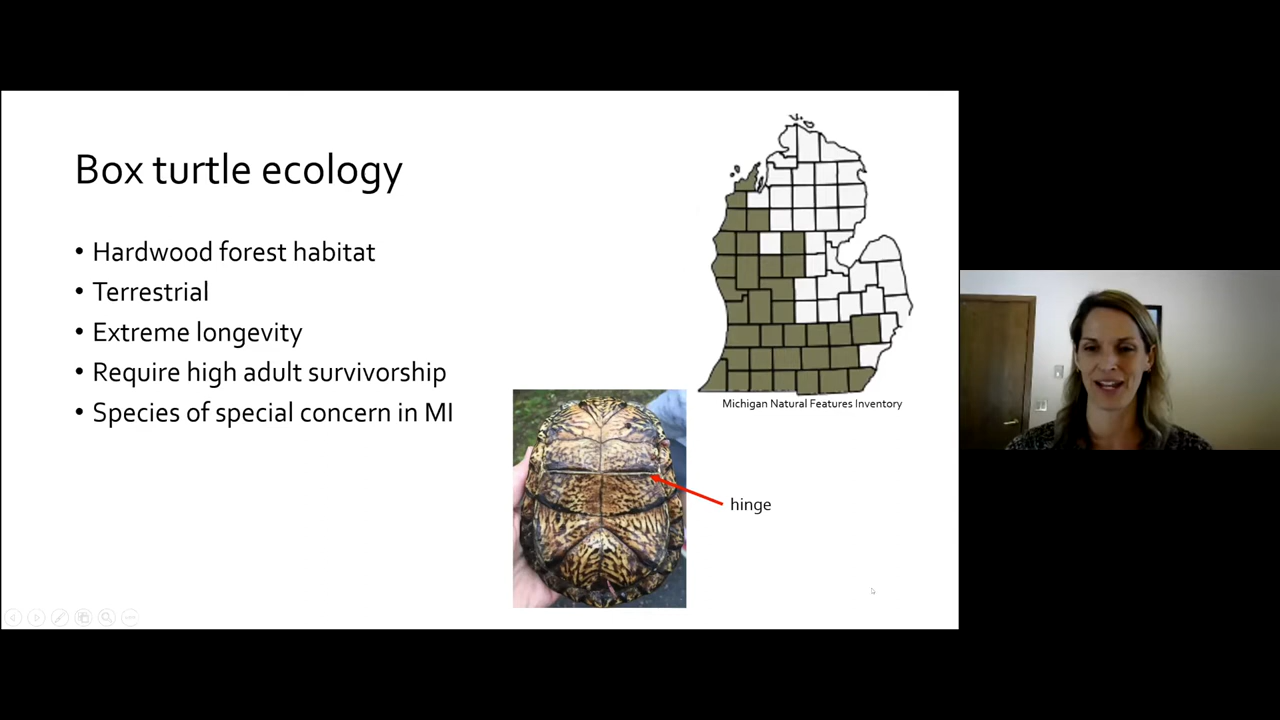 Box turtle ecology
• Hardwood forest habitat
• Terrestrial
• Extreme longevity
• Require high adult survivorship
• Species of special concern in MI
Michigan Natural Features Inventory
hinge